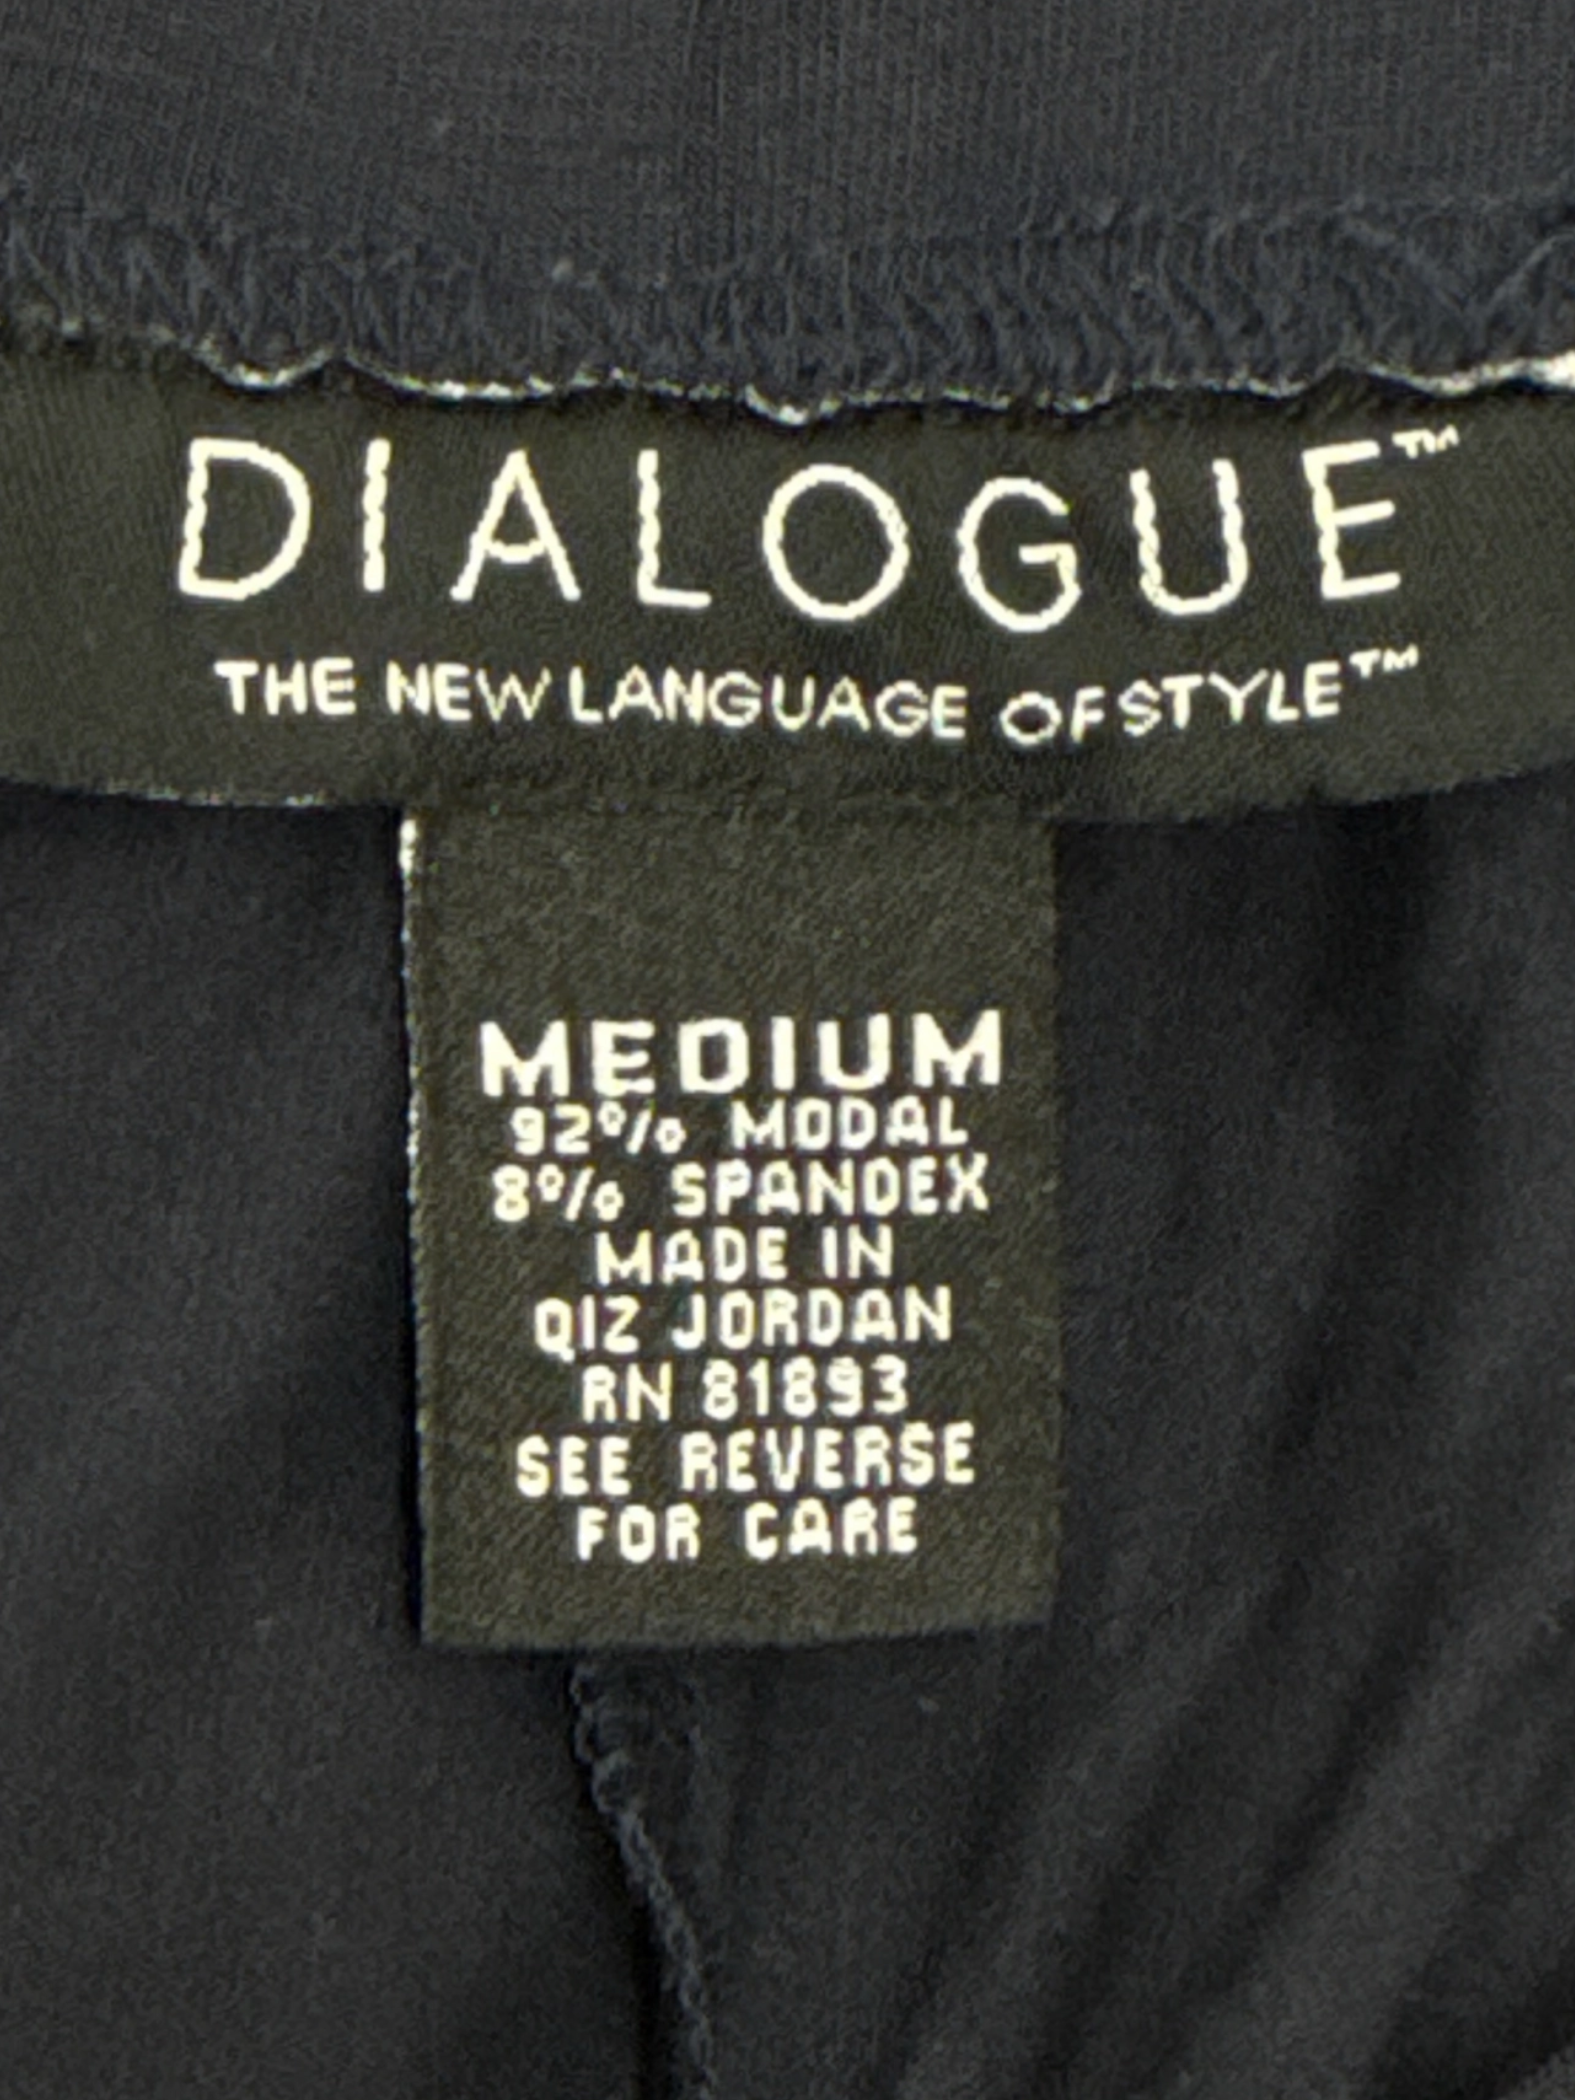 DIALOGUE™
THE NEW LANGUAGE OF STYLE™
MEDIUM
92% MODAL
8% SPANDEX
MADE IN
QIZ JORDAN
RN 81893
SEE REVERSE
FOR CARE